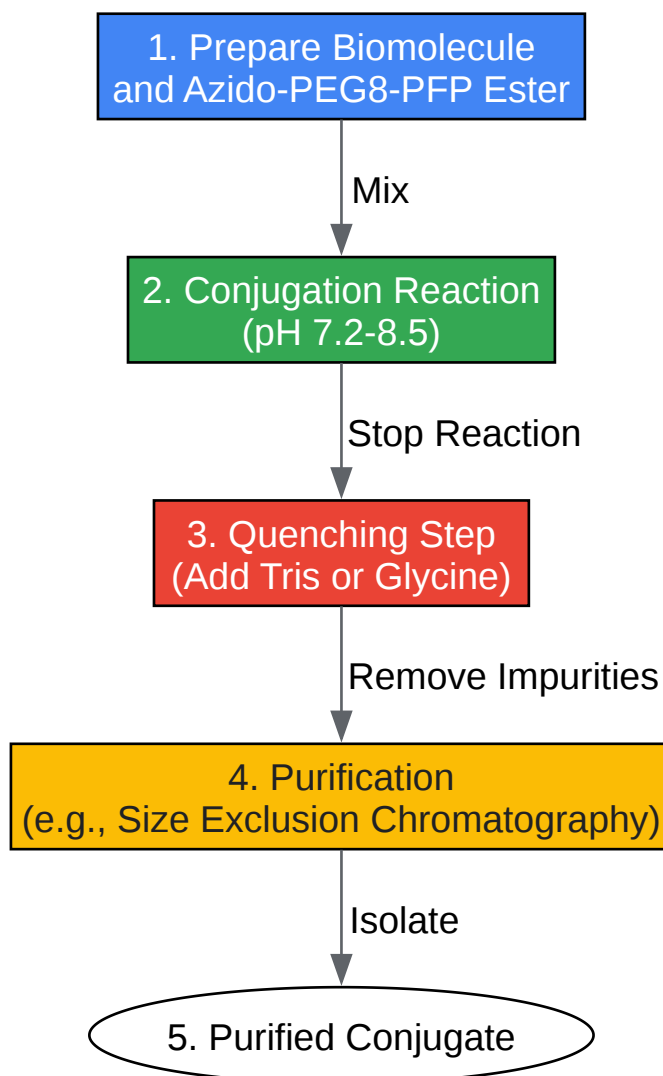 1. Prepare Biomolecule
and Azido-PEG8-PFP Ester
Mix
2. Conjugation Reaction
(pH 7.2-8.5)
Stop Reaction
3. Quenching Step
(Add Tris or Glycine)
Remove Impurities
4. Purification
(e.g., Size Exclusion Chromatography)
Isolate
5. Purified Conjugate